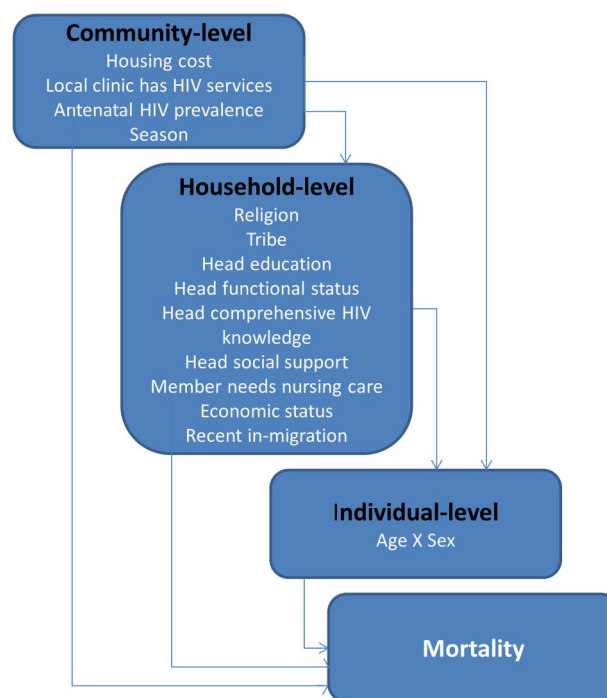 Community-level
Housing cost
Local clinic has HIV services
Antenatal HIV prevalence
Season
Household-level
Religion
Tribe
Head education
Head functional status
Head comprehensive HIV
knowledge
Head social support
Member needs nursing care
Economic status
Recent in-migration
Individual-level
Age X Sex
Mortality